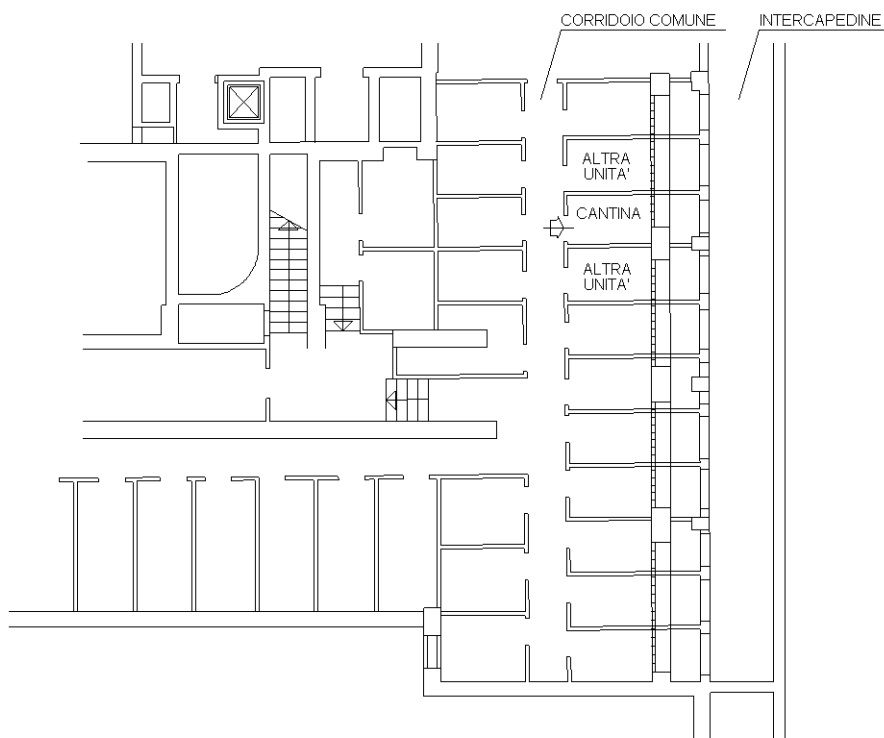 CORRIDOIO COMUNE
INTERCAPEDINE
ALTRA
UNITA'
CANTINA
ALTRA
UNITA'